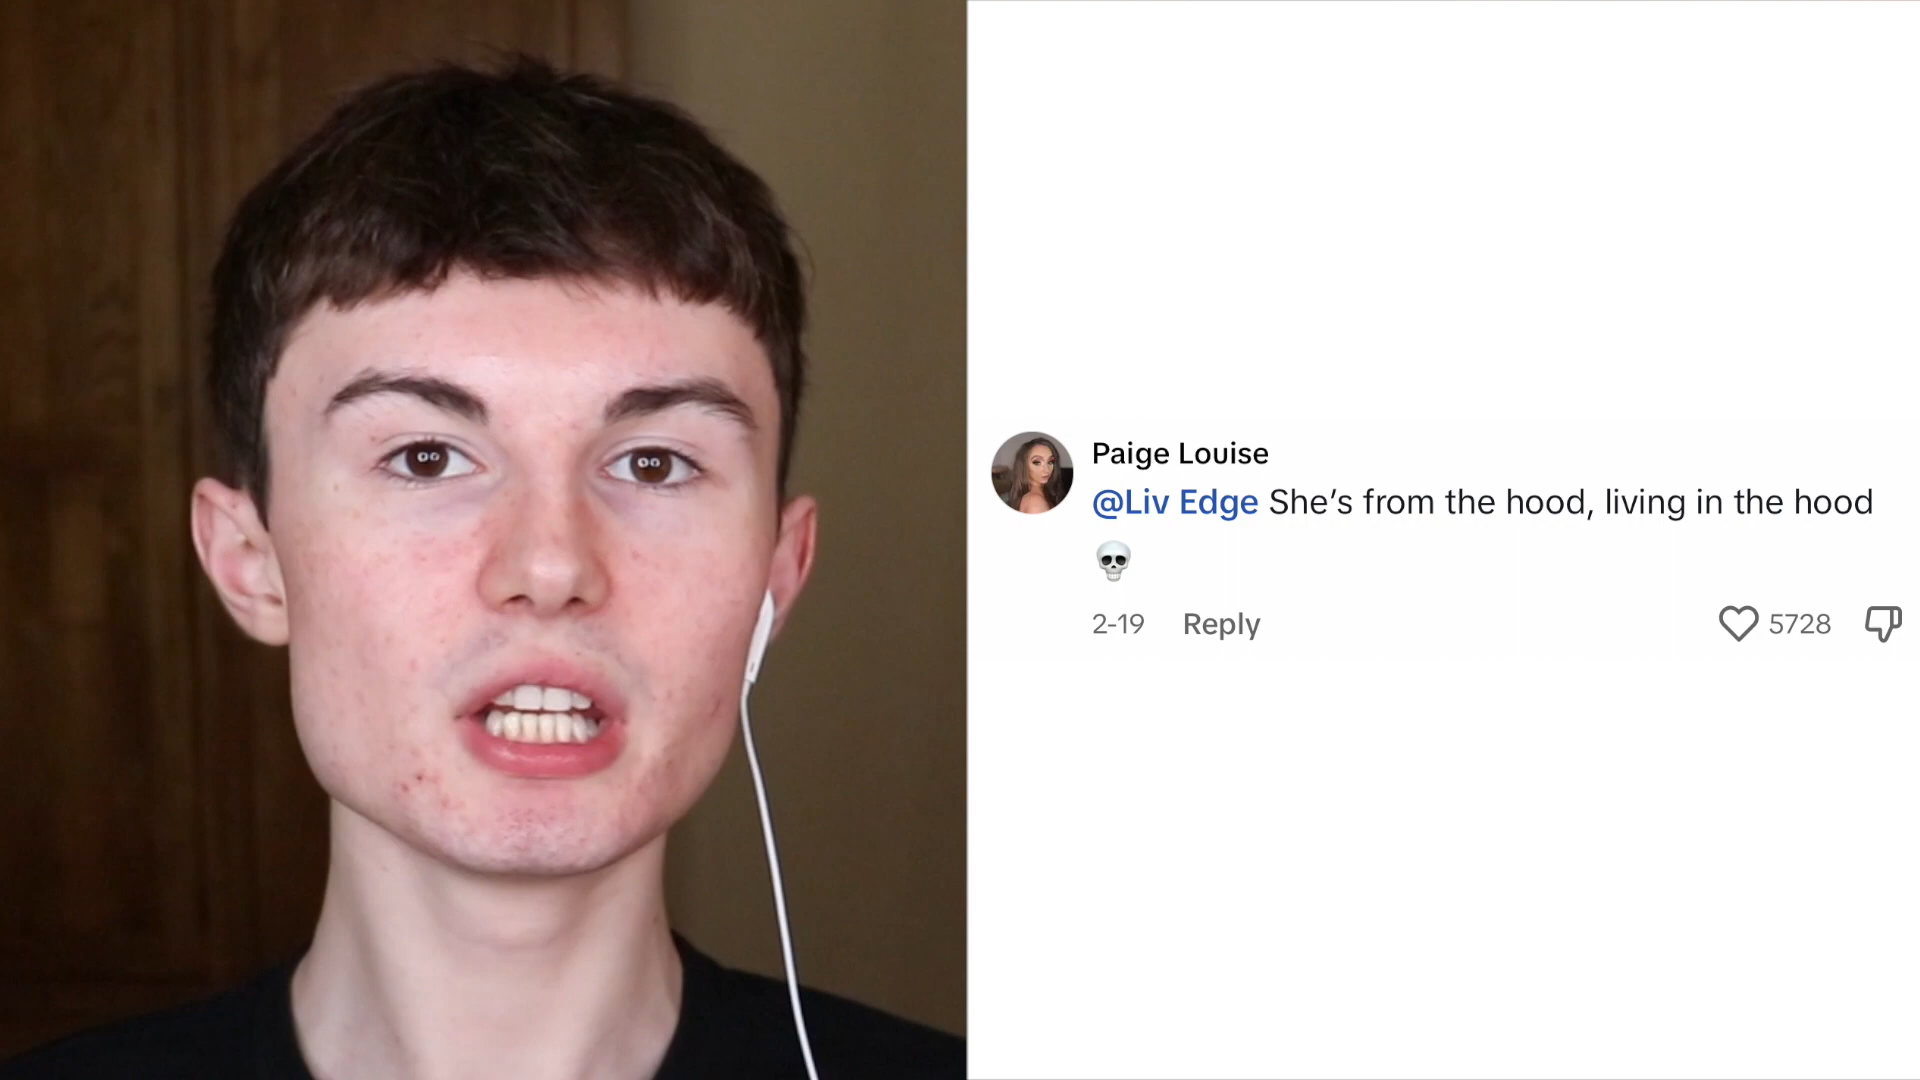 Paige Louise
@Liv Edge She’s from the hood, living in the hood
💀
2-19 Reply 5728